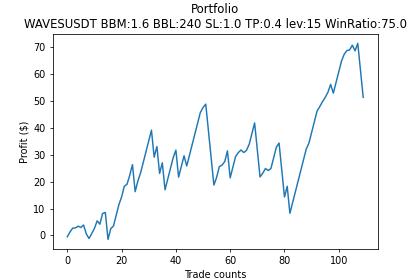 Portfolio
WAVESUSDT BBM:1.6 BBL:240 SL:1.0 TP:0.4 lev:15 WinRatio:75.0
Profit ($)
70
60
50
40
30
20
10
0
0 20 40 60 80 100
Trade counts